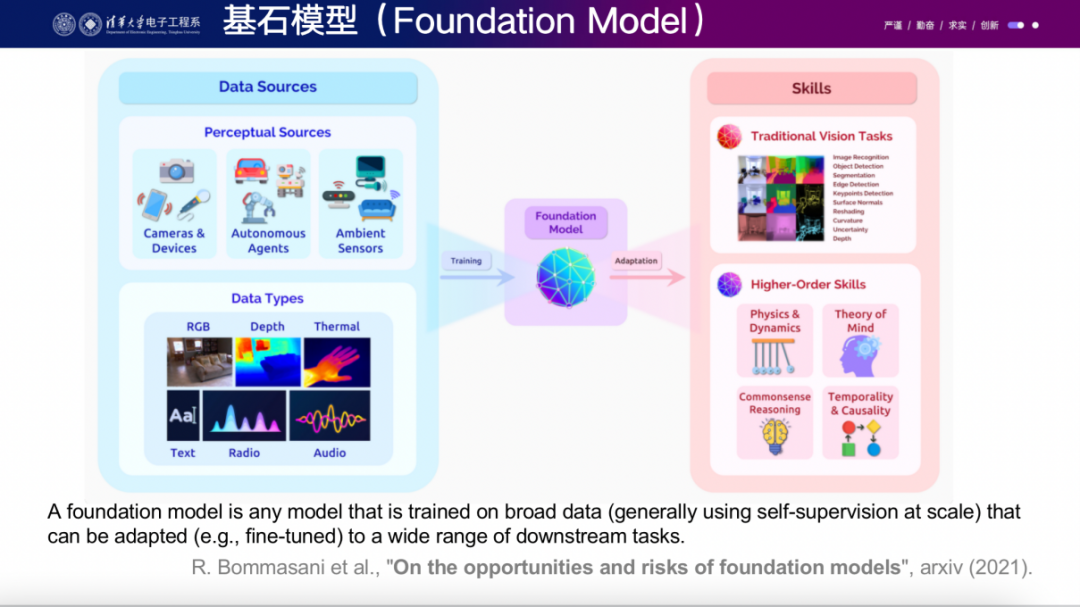 清华大学电子工程系
Department of Electronic Engineering, Tsinghua University
基石模型（Foundation Model）
严谨 / 勤奋 / 求实 / 创新
Data Sources
Perceptual Sources
Cameras &
Devices
Autonomous
Agents
Ambient
Sensors
Data Types
RGB
Depth
Thermal
Aa
Text
Radio
Audio
Training
Foundation
Model
Adaptation
Skills
Traditional Vision Tasks
Image Recognition
Object Detection
Segmentation
Edge Detection
Keypoints Detection
Surface Normals
Reshading
Curvature
Uncertainty
Depth
Higher-Order Skills
Physics &
Dynamics
Theory of
Mind
Commonsense
Reasoning
Temporality
& Causality
A foundation model is any model that is trained on broad data (generally using self-supervision at scale) that
can be adapted (e.g., fine-tuned) to a wide range of downstream tasks.
R. Bommasani et al., "On the opportunities and risks of foundation models", arxiv (2021).